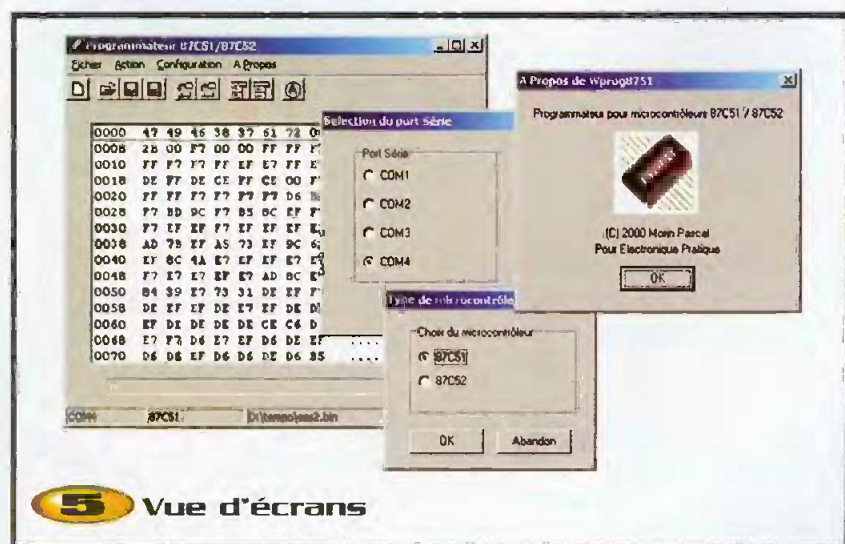 Programmateur 87C51/87C52
Fichier Action Configuration A Propos
0000 47 49 46 38 37 61 72
0008 28 00 F7 00 00 FF FF
0010 FF F7 F7 FF EF E7 FF
0018 DE FF DE CE FF CE 00
0020 FF FF F7 F7 F7 F7 D6
0028 F7 BD 9C F7 B5 8C EF
0030 F7 EF EF F7 EF E7
0038 AD 7B EF A5 73 EF 9C
0040 EF 8C 4A E7 EF EF E7
0048 F7 E7 E7 EF E7 AD 8C
0050 84 39 E7 73 31 DE EF
0058 DE EF EF DE E7 EF DE
0060 EF DE DE DE DE CE C6
0068 E7 F7 D6 E7 EF D6 DE EF ....
0070 D6 DE EF D6 D6 DE D6 B5 ....
COM4 87C51
Selection du port Série
Port Série
COM1
COM2
COM3
COM4
Type de microcontrôle
Choix du microcontrôleur
87C51
87C52
OK Abandon
A Propos de Wprog8751
Programmateur pour microcontrôleurs 87C51 / 87C52
(C) 2000 Morin Pascal
Pour Electronique Pratique
OK
5 Vue d'écrans